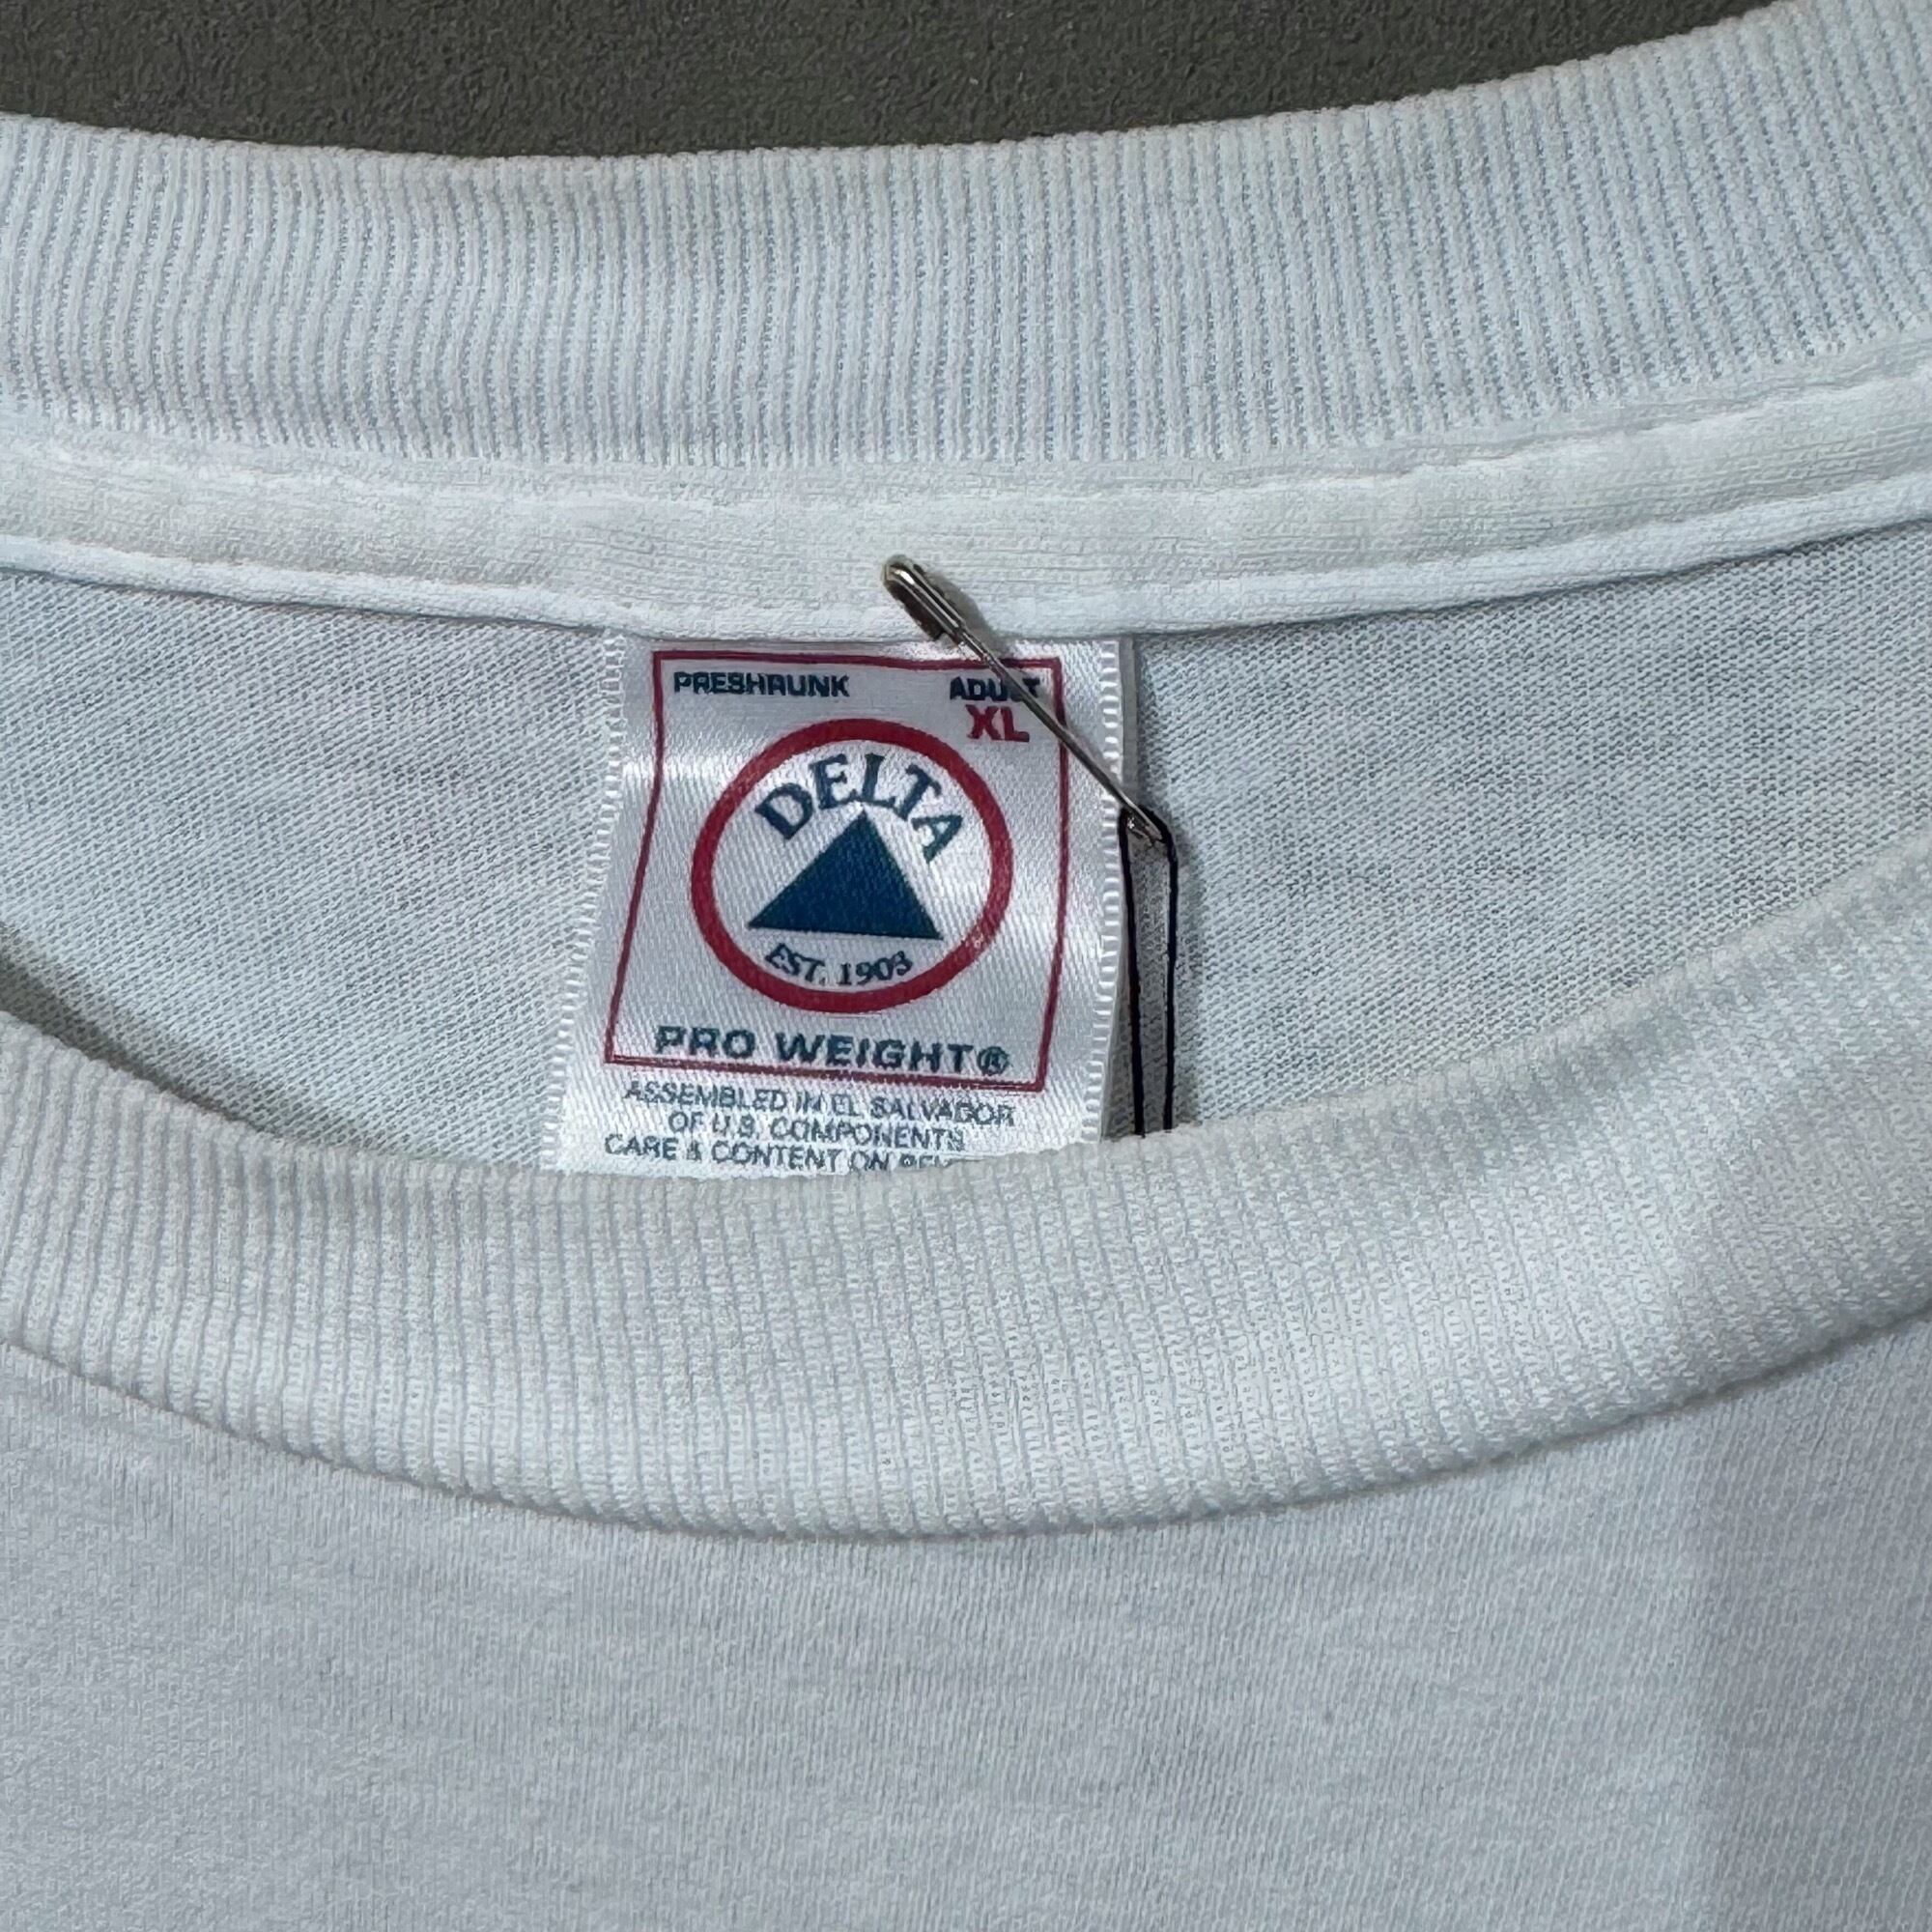 PRESHRUNK
ADULT
XL
DELTA
EST. 1903
PRO WEIGHT®
ASSEMBLED IN EL SALVADOR
OF U.S. COMPONENTS
CARE & CONTENT ON